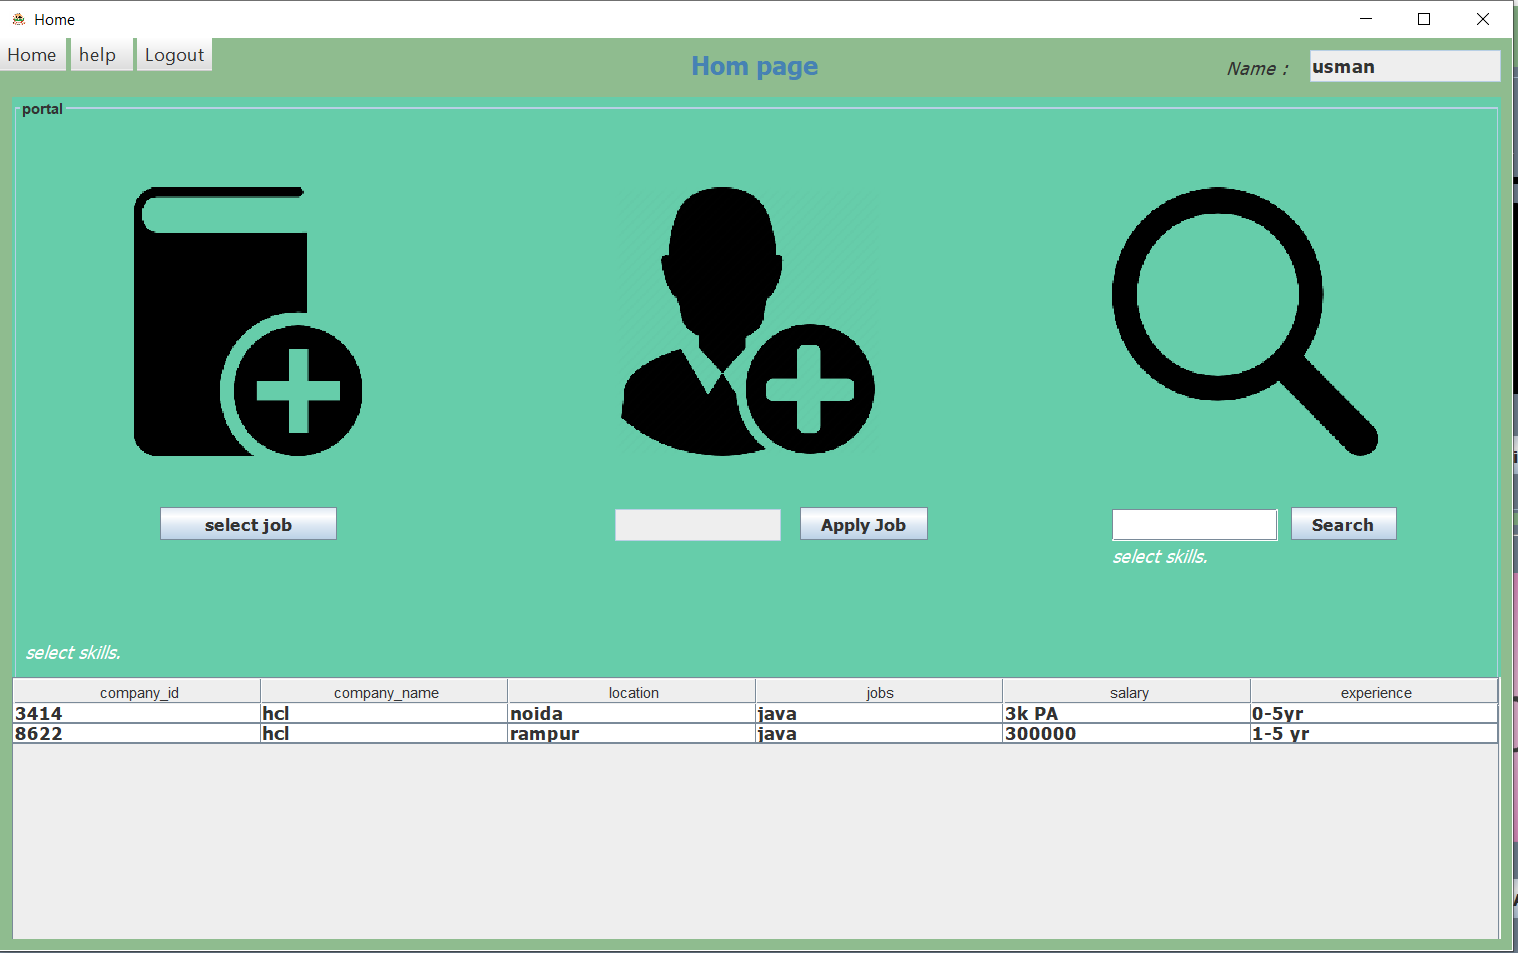 Home
Home help Logout
Hom page
Name : usman
portal
select job
Apply Job
Search
select skills.
select skills.
company_id company_name location jobs salary experience
3414 hcl noida java 3k PA 0-5yr
8622 hcl rampur java 300000 1-5 yr